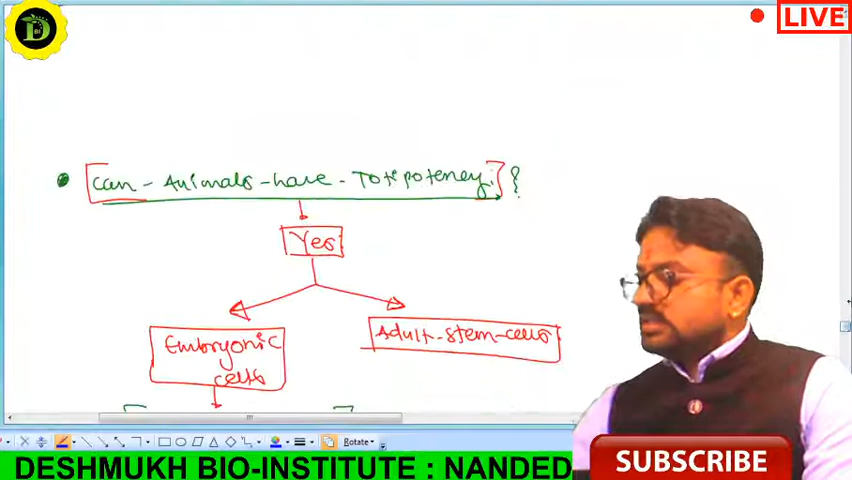 D
LIVE
can - Animals - have - Totipotency ?
Yes
Embryonic
cells
Adult - stem - cells
Rotate
DESHMUKH BIO-INSTITUTE : NANDED
SUBSCRIBE